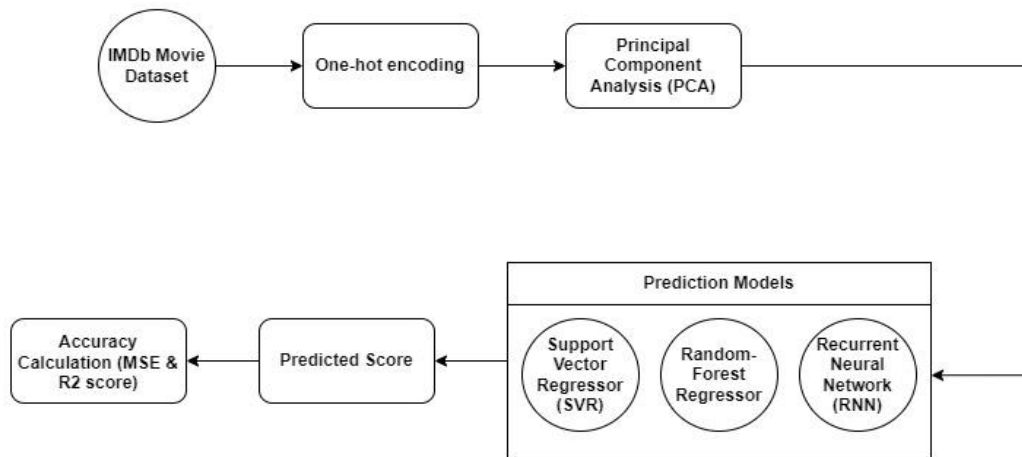 IMDb Movie
Dataset
One-hot encoding
Principal
Component
Analysis (PCA)
Prediction Models
Support
Vector
Regressor
(SVR)
Random-
Forest
Regressor
Recurrent
Neural
Network
(RNN)
Predicted Score
Accuracy
Calculation (MSE &
R2 score)